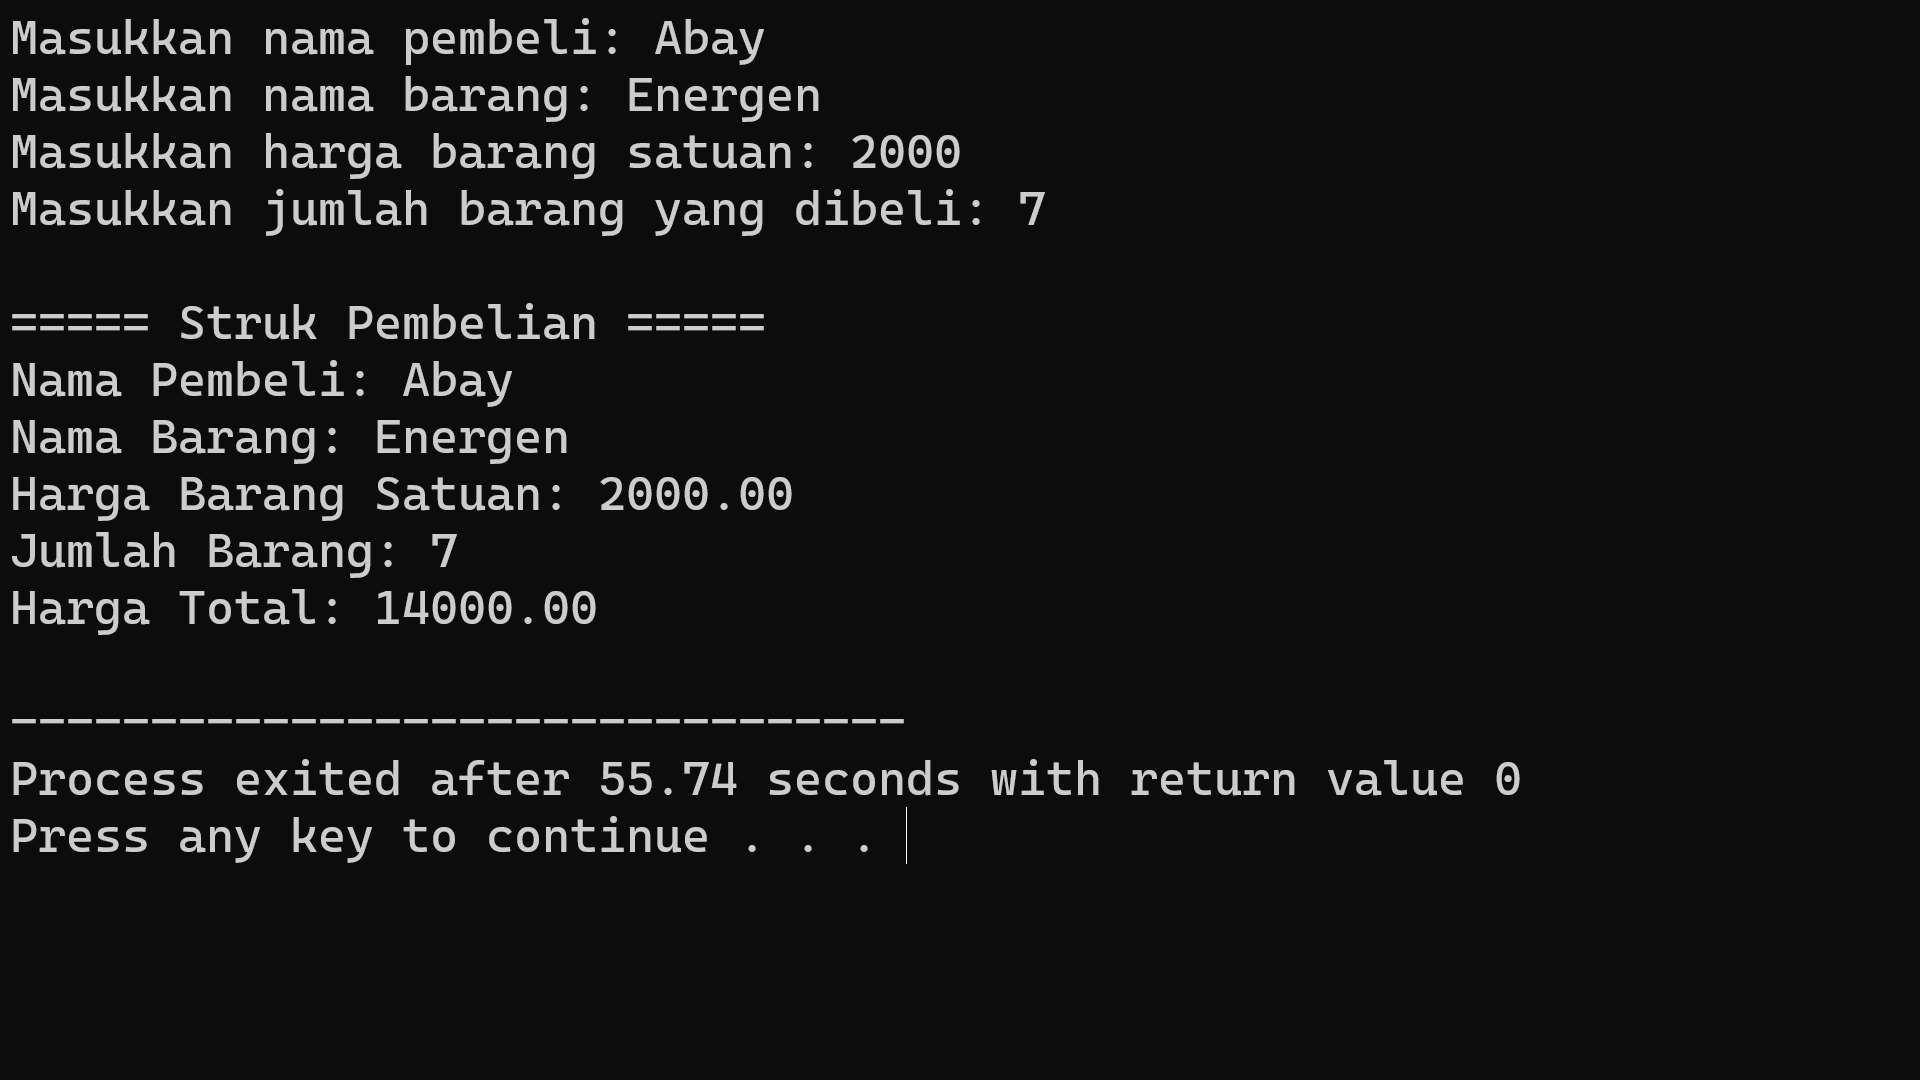 Masukkan nama pembeli: Abay
Masukkan nama barang: Energen
Masukkan harga barang satuan: 2000
Masukkan jumlah barang yang dibeli: 7
===== Struk Pembelian =====
Nama Pembeli: Abay
Nama Barang: Energen
Harga Barang Satuan: 2000.00
Jumlah Barang: 7
Harga Total: 14000.00
--------------------------------
Process exited after 55.74 seconds with return value 0
Press any key to continue . . .